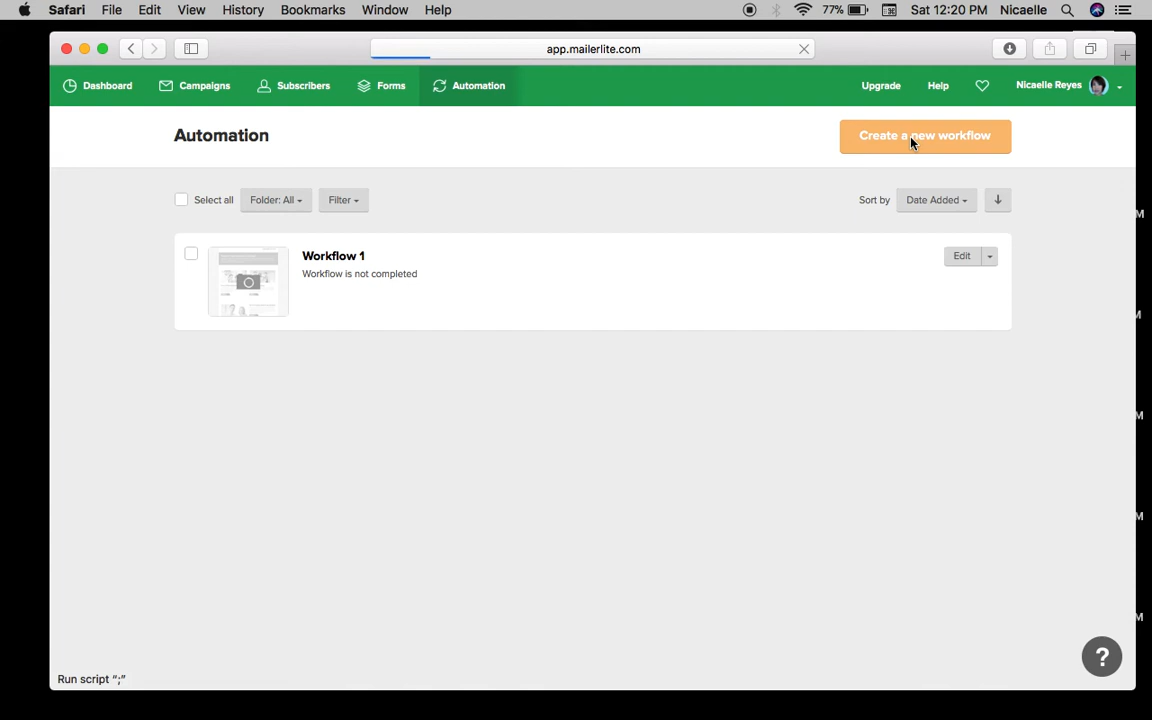 Safari File Edit View History Bookmarks Window Help 77% Sat 12:20 PM Nicaelle
app.mailerlite.com
Dashboard Campaigns Subscribers Forms Automation Upgrade Help Nicaelle Reyes
Automation Create a new workflow
Select all Folder: All Filter Sort by Date Added
Workflow 1 Edit
Workflow is not completed
M
M
M
M
M
?
Run script ";"